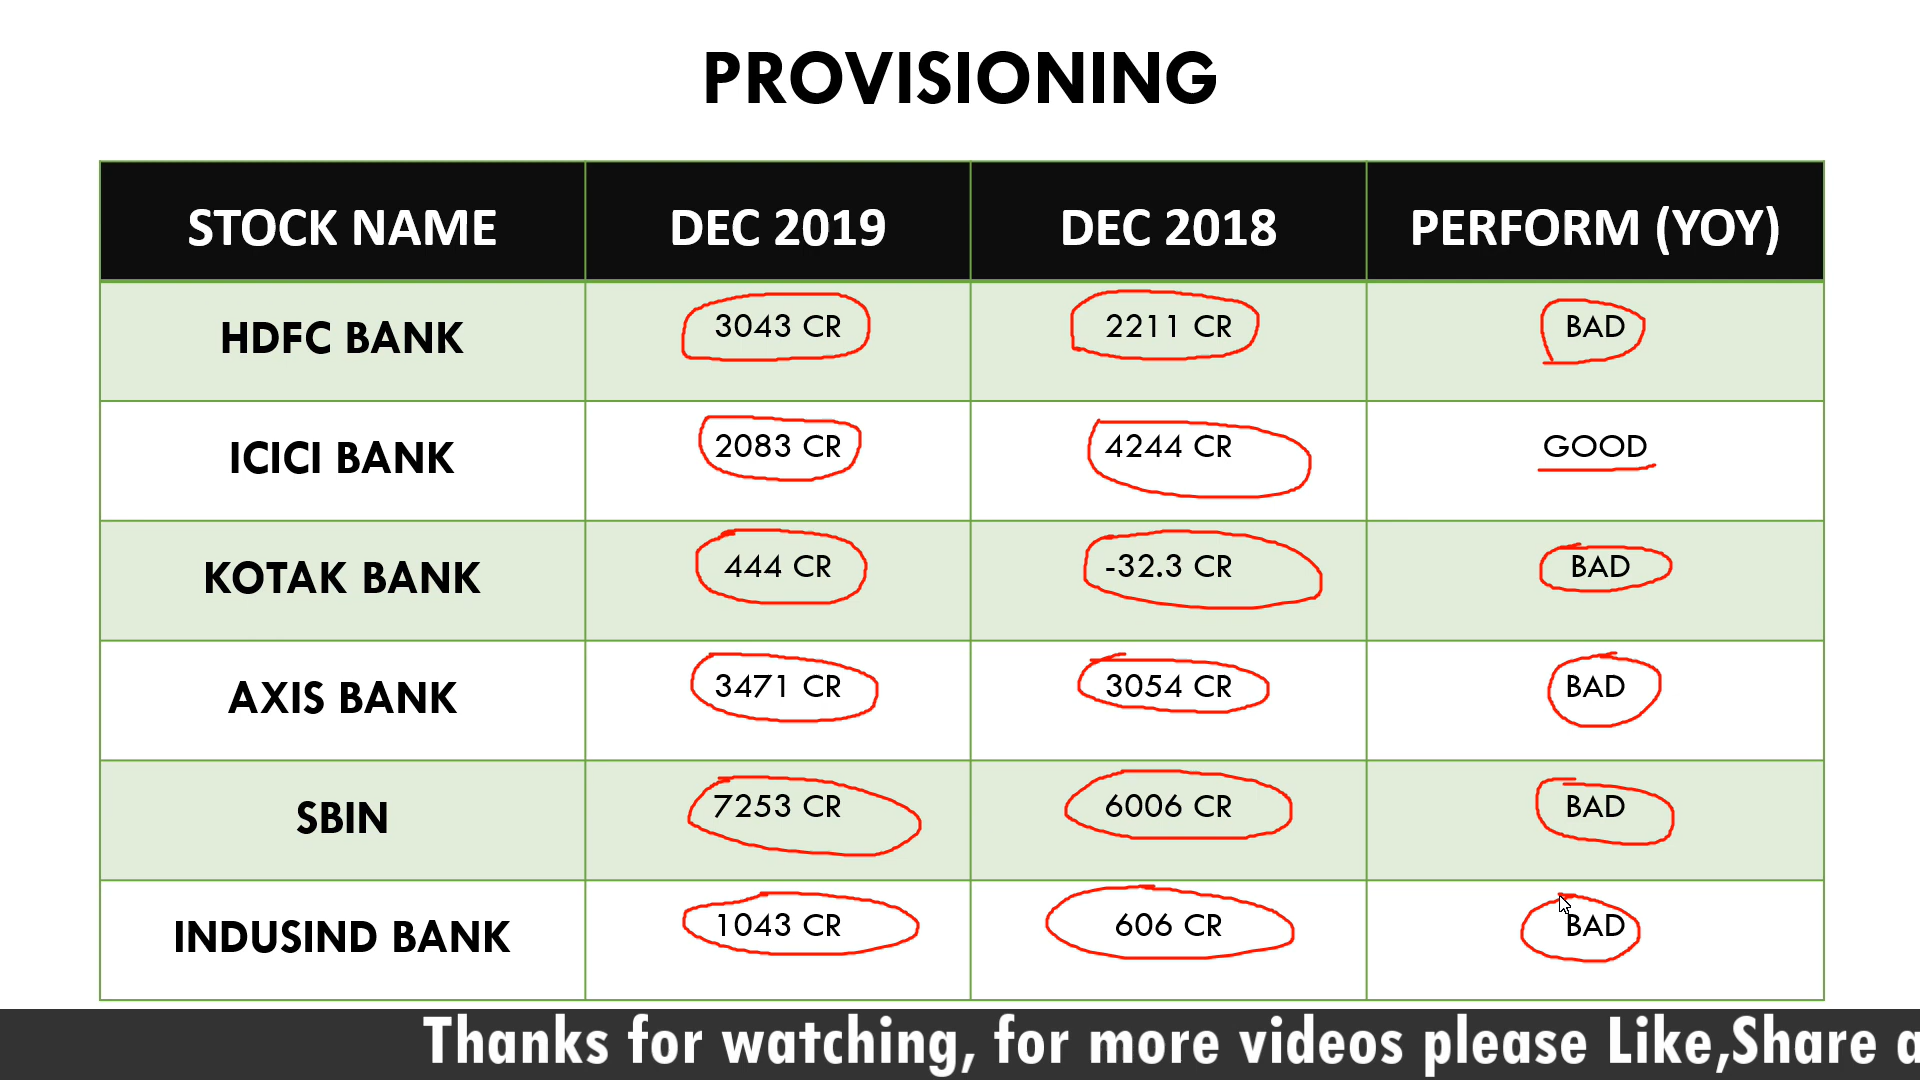 PROVISIONING
STOCK NAME DEC 2019 DEC 2018 PERFORM (YOY)
HDFC BANK 3043 CR 2211 CR BAD
ICICI BANK 2083 CR 4244 CR GOOD
KOTAK BANK 444 CR -32.3 CR BAD
AXIS BANK 3471 CR 3054 CR BAD
SBIN 7253 CR 6006 CR BAD
INDUSIND BANK 1043 CR 606 CR BAD
Thanks for watching, for more videos please Like,Share